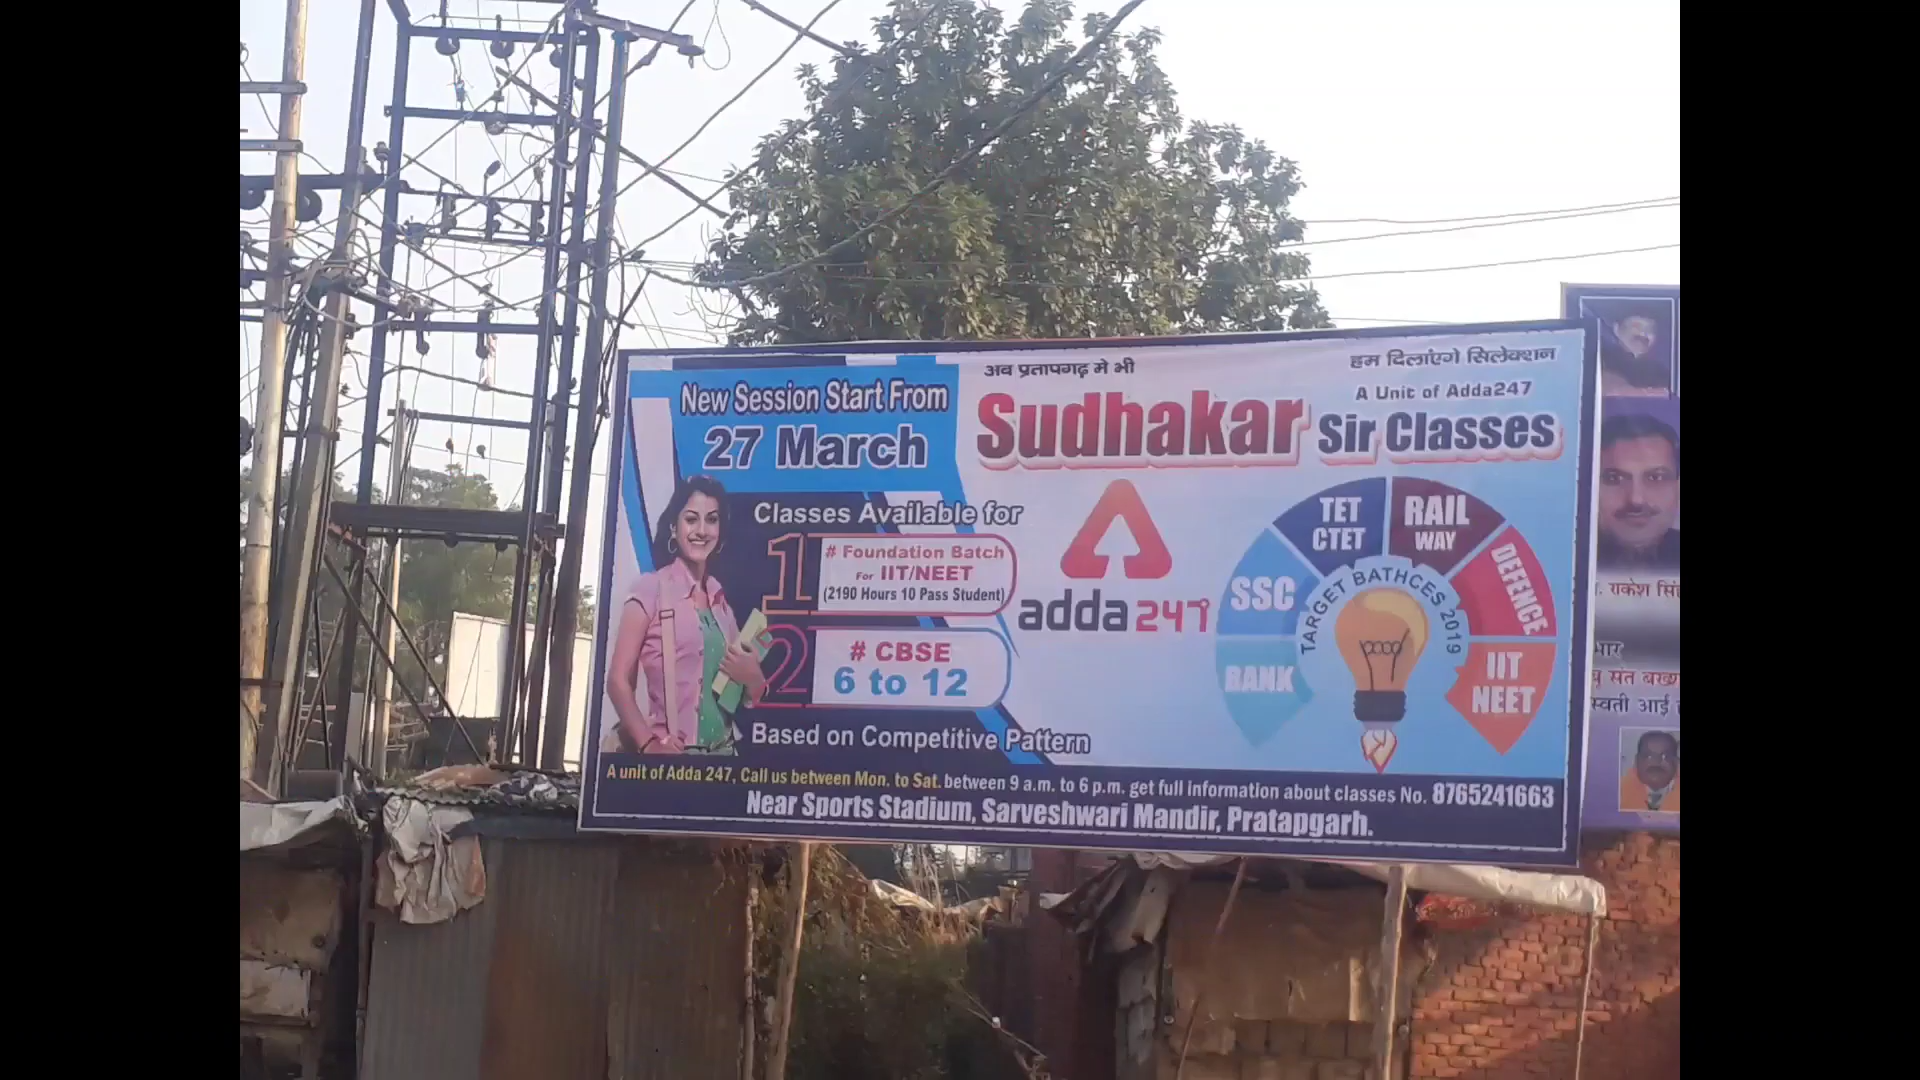 New Session Start From
27 March
अब प्रतापगढ़ मे भी
हम दिलाएंगे सिलेक्शन
A Unit of Adda247
Sudhakar Sir Classes
Classes Available for
1
# Foundation Batch
For IIT/NEET
(2190 Hours 10 Pass Student)
2
# CBSE
6 to 12
Based on Competitive Pattern
adda 247
BANK
SSC
TET
CTET
RAIL
WAY
DEFENCE
IIT
NEET
TARGET BATHCES 2019
A unit of Adda 247, Call us between Mon. to Sat. between 9 a.m. to 6 p.m. get full information about classes No. 8765241663
Near Sports Stadium, Sarveshwari Mandir, Pratapgarh.
राकेश सिंह
संत बख्श